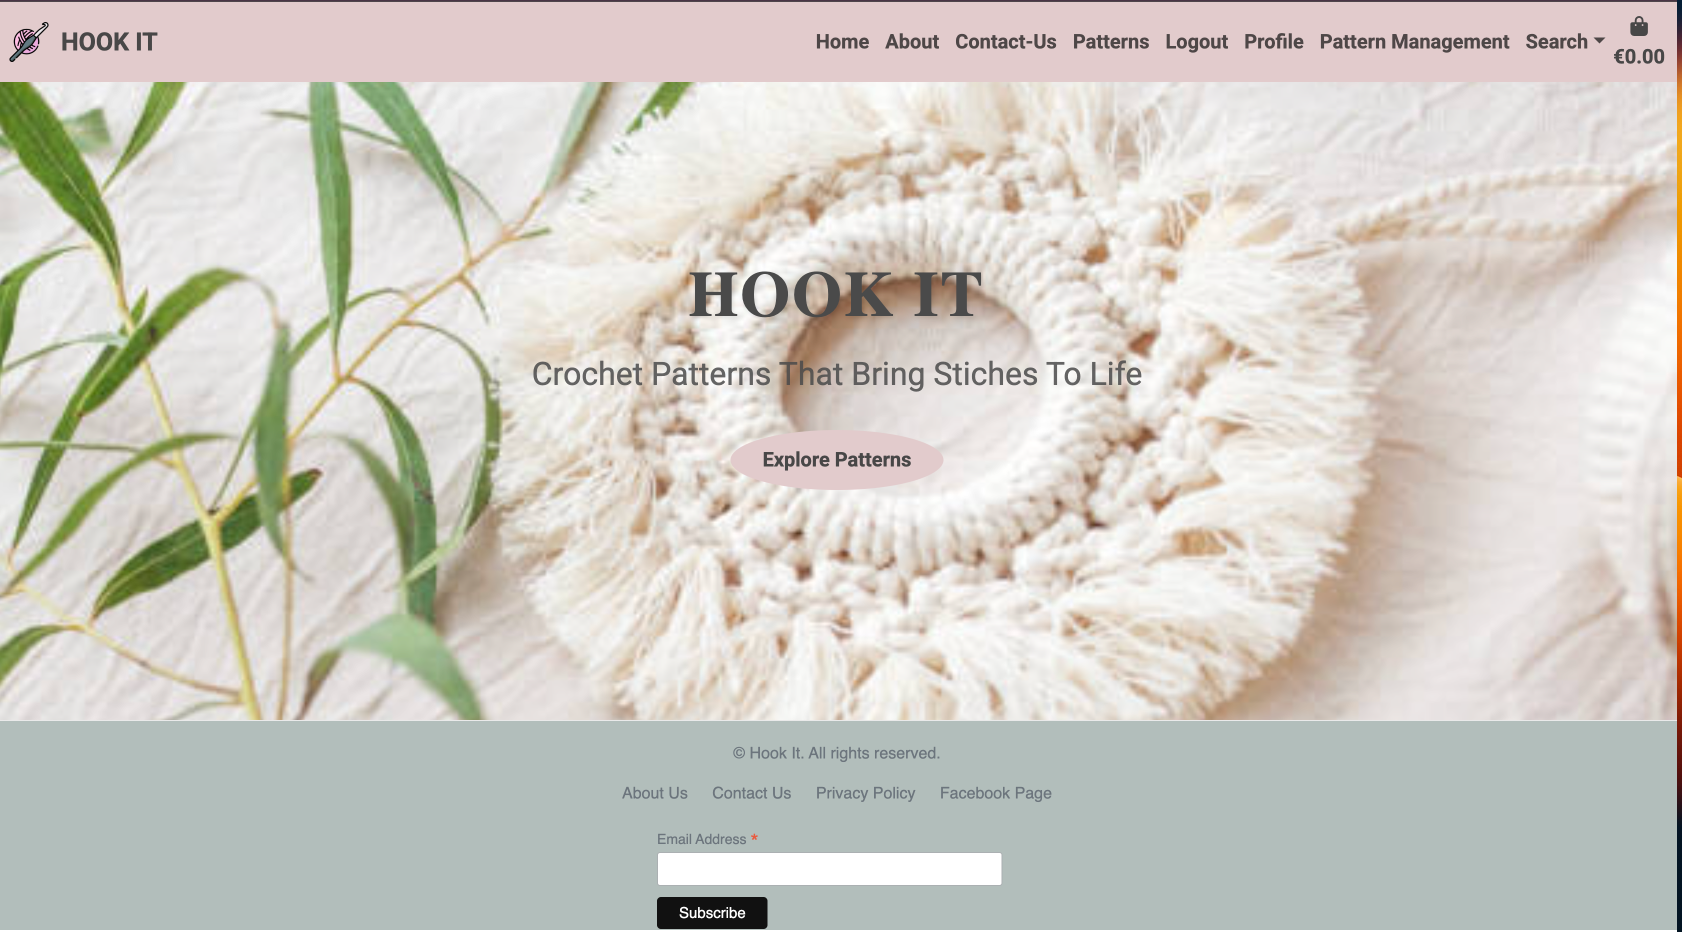 HOOK IT
Home About Contact-Us Patterns Logout Profile Pattern Management Search
€0.00
HOOK IT
Crochet Patterns That Bring Stiches To Life
Explore Patterns
© Hook It. All rights reserved.
About Us Contact Us Privacy Policy Facebook Page
Email Address *
Subscribe